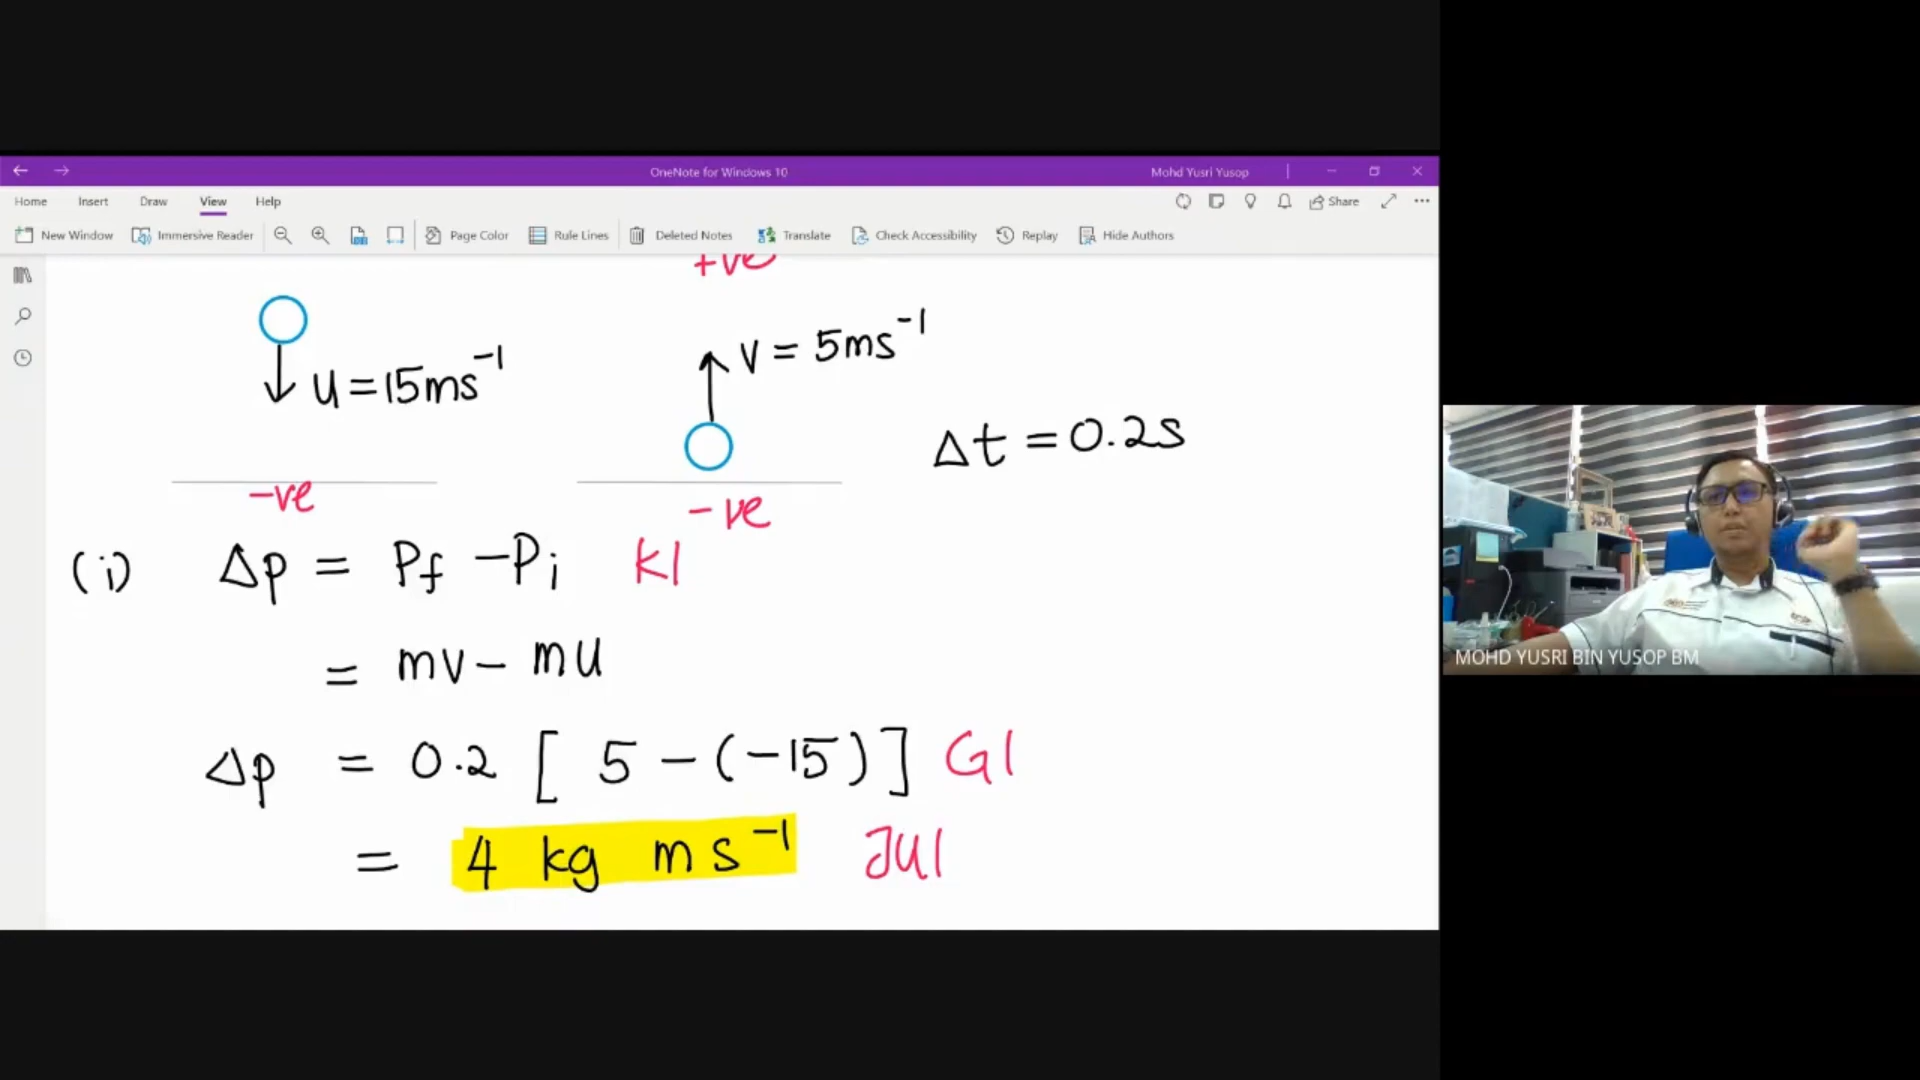 OneNote for Windows 10
Mohd Yusri Yusop
Home Insert Draw View Help
Share
New Window Immersive Reader Page Color Rule Lines Deleted Notes Translate Check Accessibility Replay Hide Authors
+ve
u = 15ms⁻¹
v = 5ms⁻¹
Δt = 0.2s
-ve
-ve
(i) Δp = Pf - Pi K1
= mv - mu
Δp = 0.2 [ 5 - (-15) ] G1
= 4 kg m s⁻¹ JU1
MOHD YUSRI BIN YUSOP BM